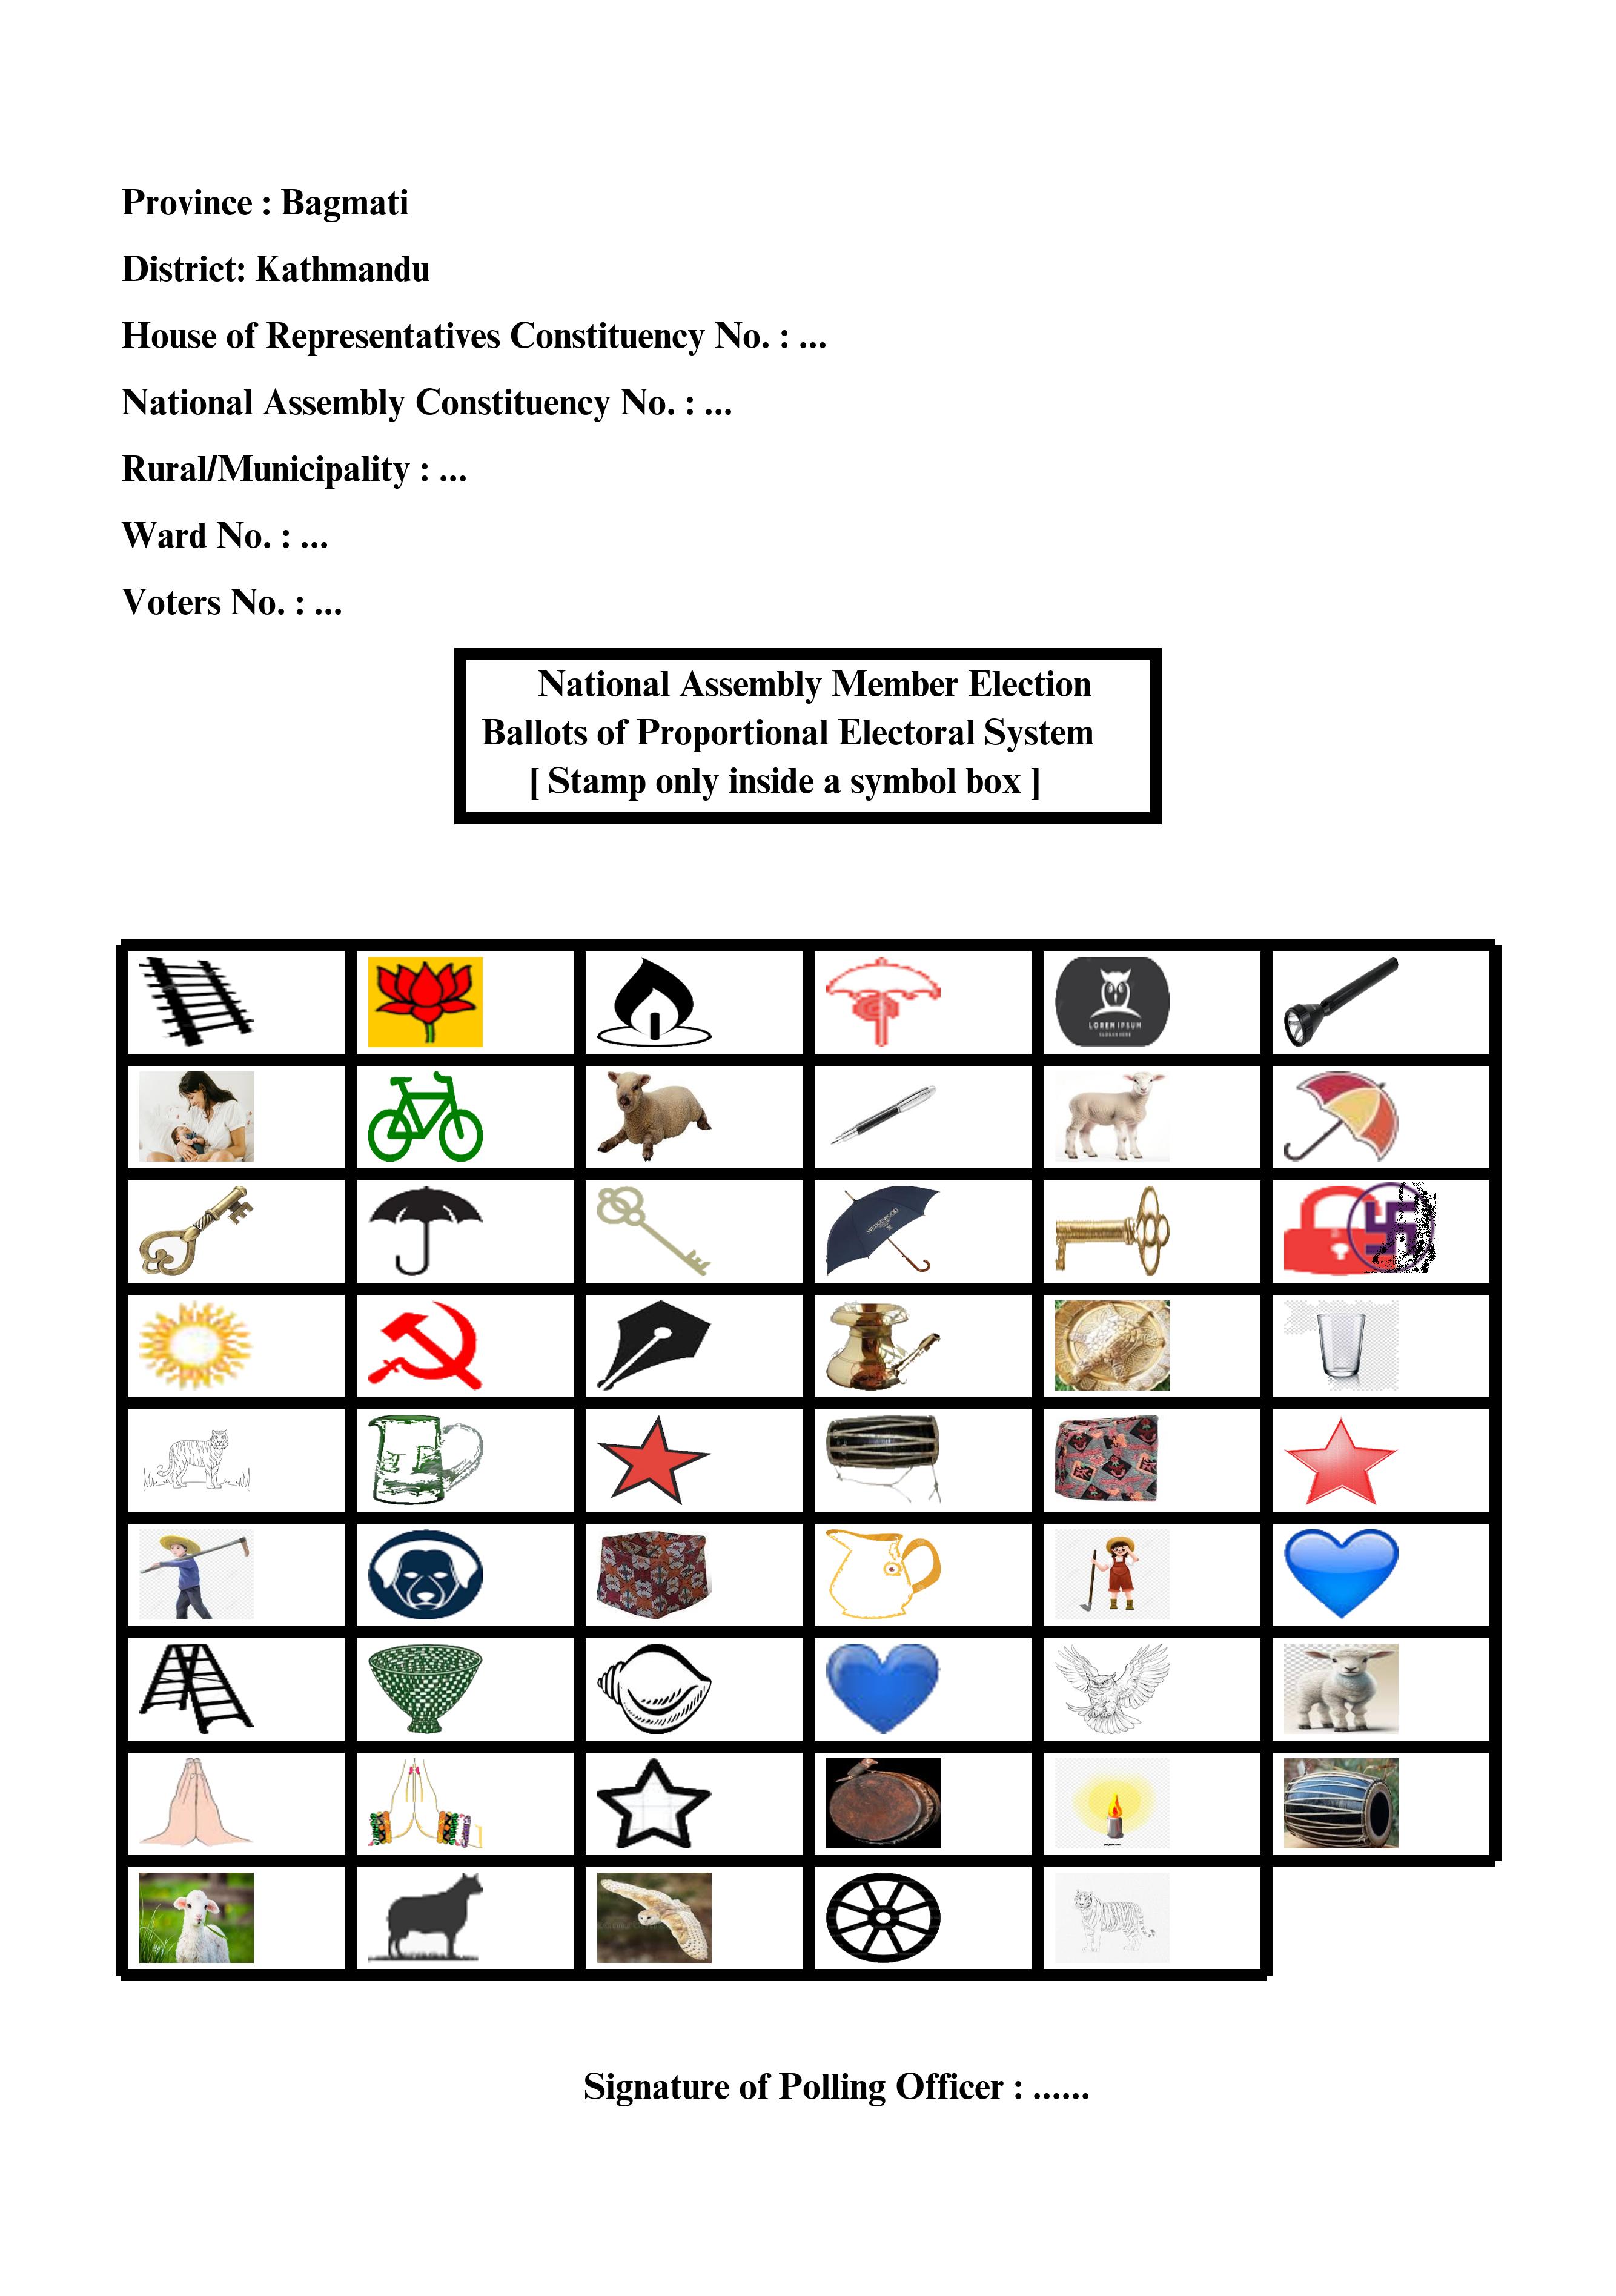 Province : Bagmati
District: Kathmandu
House of Representatives Constituency No. : ...
National Assembly Constituency No. : ...
Rural/Municipality : ...
Ward No. : ...
Voters No. : ...
National Assembly Member Election
Ballots of Proportional Electoral System
[ Stamp only inside a symbol box ]
LOREM IPSUM
Signature of Polling Officer : ......